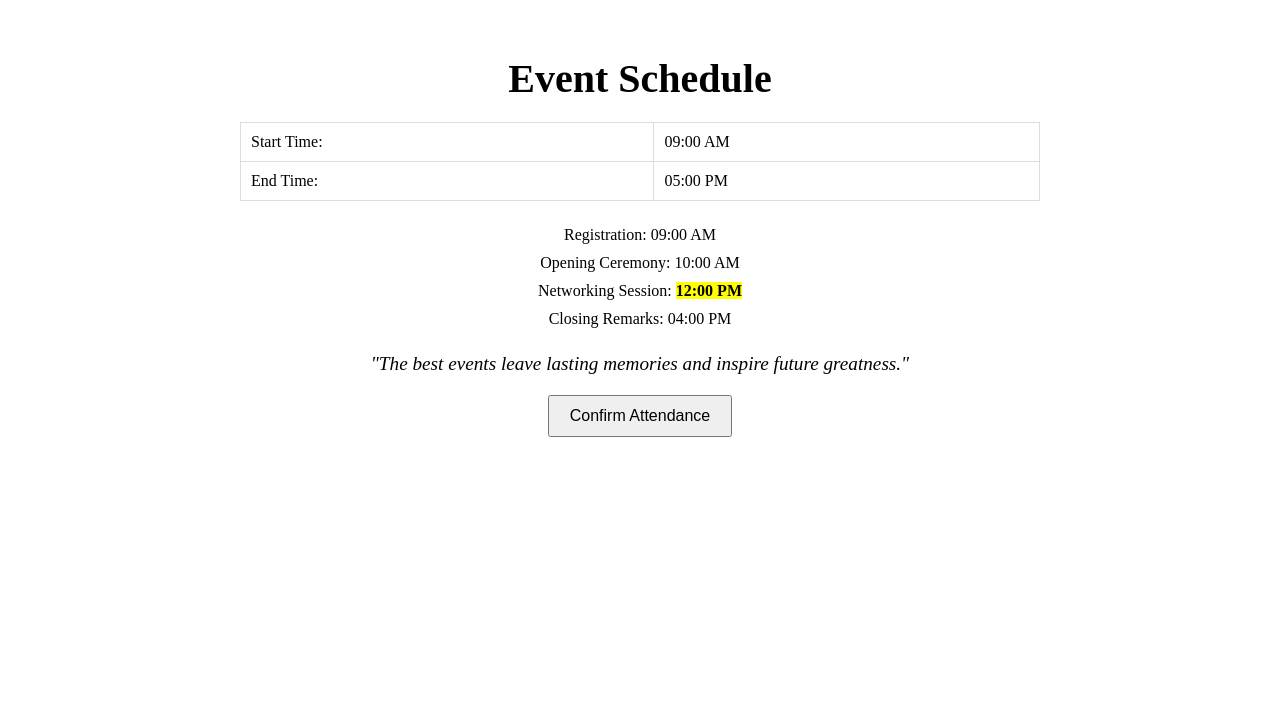 Event Schedule
Start Time: 09:00 AM
End Time: 05:00 PM
Registration: 09:00 AM
Opening Ceremony: 10:00 AM
Networking Session: 12:00 PM
Closing Remarks: 04:00 PM
"The best events leave lasting memories and inspire future greatness."
Confirm Attendance